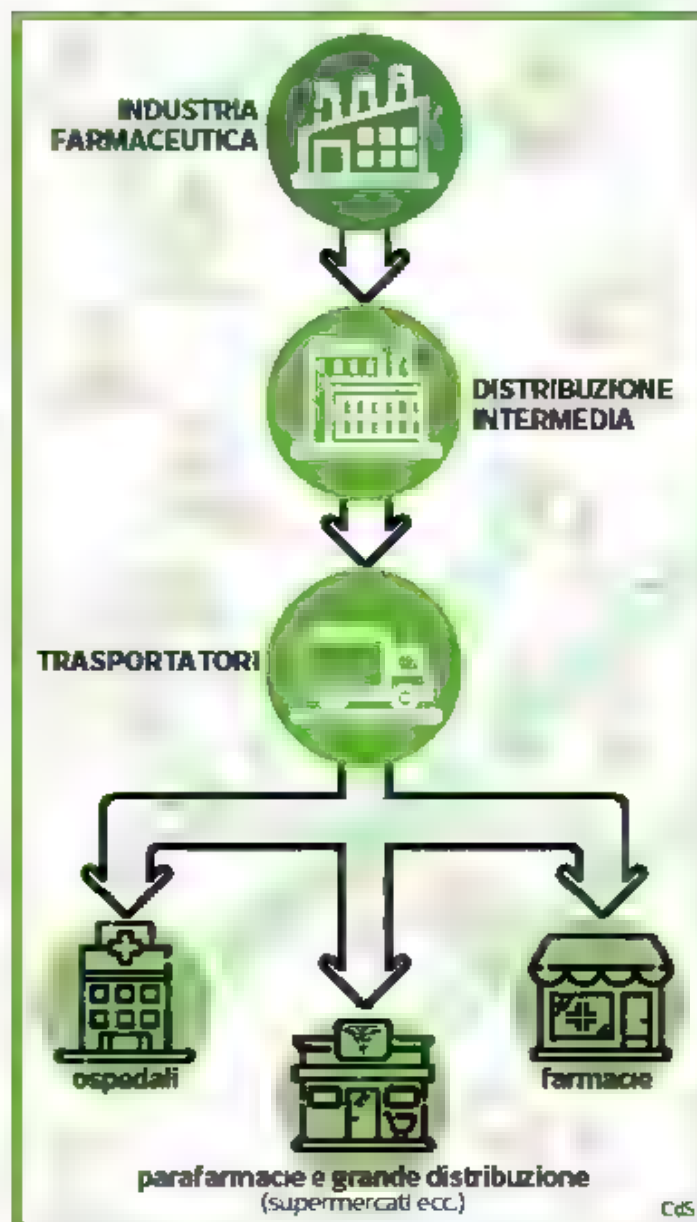 INDUSTRIA
FARMACEUTICA
DISTRIBUZIONE
INTERMEDIA
TRASPORTATORI
ospedali
farmacie
parafarmacie e grande distribuzione
(supermercati ecc.)
CdS